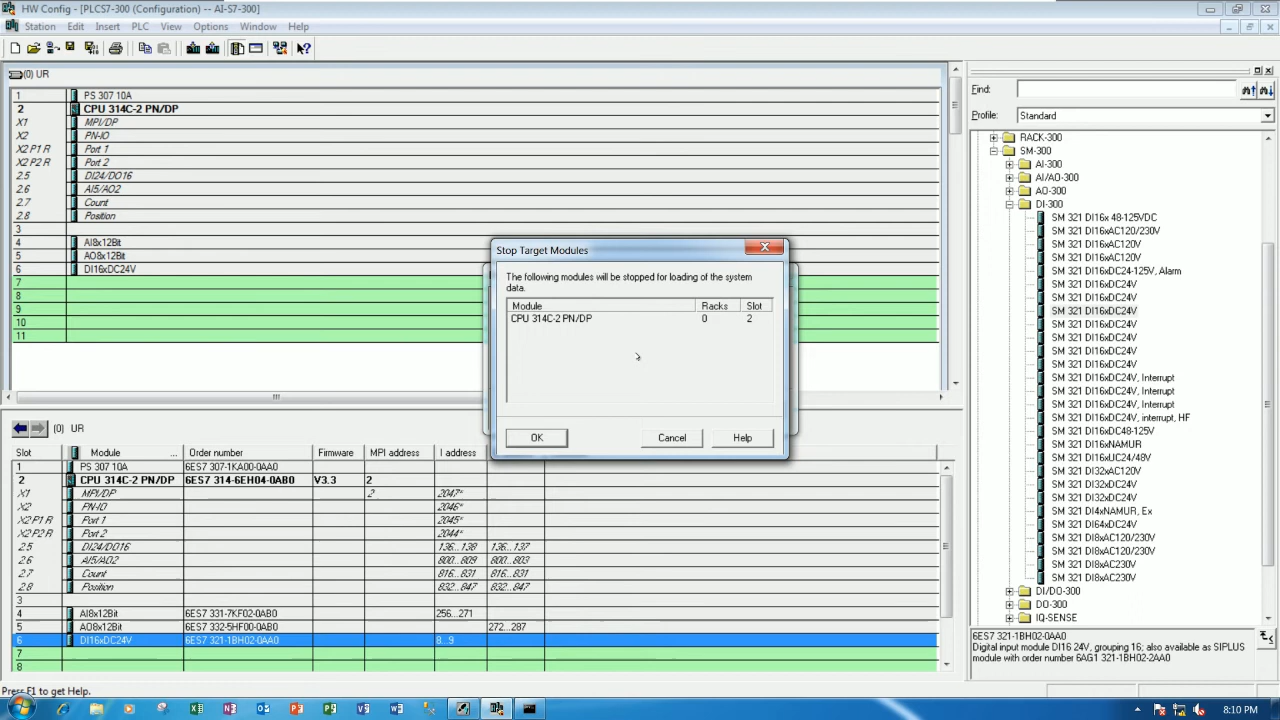 HW Config - [PLCS7-300 (Configuration) -- AI-S7-300]
Station Edit Insert PLC View Options Window Help
(0) UR
1 PS 307 10A
2 CPU 314C-2 PN/DP
X1 MPI/DP
X2 PN-IO
X2 P1 R Port 1
X2 P2 R Port 2
2.5 DI24/DO16
2.6 AI5/AO2
2.7 Count
2.8 Position
3
4 AI8x12Bit
5 AO8x12Bit
6 DI16xDC24V
7
8
9
10
11
Stop Target Modules
The following modules will be stopped for loading of the system
data.
Module Racks Slot
CPU 314C-2 PN/DP 0 2
OK Cancel Help
(0) UR
Slot Module ... Order number Firmware MPI address I address
1 PS 307 10A 6ES7 307-1KA00-0AA0
2 CPU 314C-2 PN/DP 6ES7 314-6EH04-0AB0 V3.3 2
X1 MPI/DP 2 2047*
X2 PN-IO 2046*
X2 P1 R Port 1 2045*
X2 P2 R Port 2 2044*
2.5 DI24/DO16 136...138 136...137
2.6 AI5/AO2 800...809 800...803
2.7 Count 816...831 816...831
2.8 Position 832...847 832...847
3
4 AI8x12Bit 6ES7 331-7KF02-0AB0 256...271
5 AO8x12Bit 6ES7 332-5HF00-0AB0 272...287
6 DI16xDC24V 6ES7 321-1BH02-0AA0 8...9
7
8
Find:
Profile: Standard
RACK-300
SM-300
AI-300
AI/AO-300
AO-300
DI-300
SM 321 DI16x 48-125VDC
SM 321 DI16xAC120/230V
SM 321 DI16xAC120V
SM 321 DI16xAC120V
SM 321 DI16xDC24-125V, Alarm
SM 321 DI16xDC24V
SM 321 DI16xDC24V
SM 321 DI16xDC24V
SM 321 DI16xDC24V
SM 321 DI16xDC24V
SM 321 DI16xDC24V
SM 321 DI16xDC24V
SM 321 DI16xDC24V, Interrupt
SM 321 DI16xDC24V, Interrupt
SM 321 DI16xDC24V, Interrupt
SM 321 DI16xDC24V, interrupt, HF
SM 321 DI16xDC48-125V
SM 321 DI16xNAMUR
SM 321 DI16xUC24/48V
SM 321 DI32xAC120V
SM 321 DI32xDC24V
SM 321 DI32xDC24V
SM 321 DI4xNAMUR, Ex
SM 321 DI64xDC24V
SM 321 DI8xAC120/230V
SM 321 DI8xAC120/230V
SM 321 DI8xAC230V
SM 321 DI8xAC230V
DI/DO-300
DO-300
IQ-SENSE
6ES7 321-1BH02-0AA0
Digital input module DI16 24V, grouping 16; also available as SIPLUS
module with order number 6AG1 321-1BH02-2AA0
Press F1 to get Help.
8:10 PM